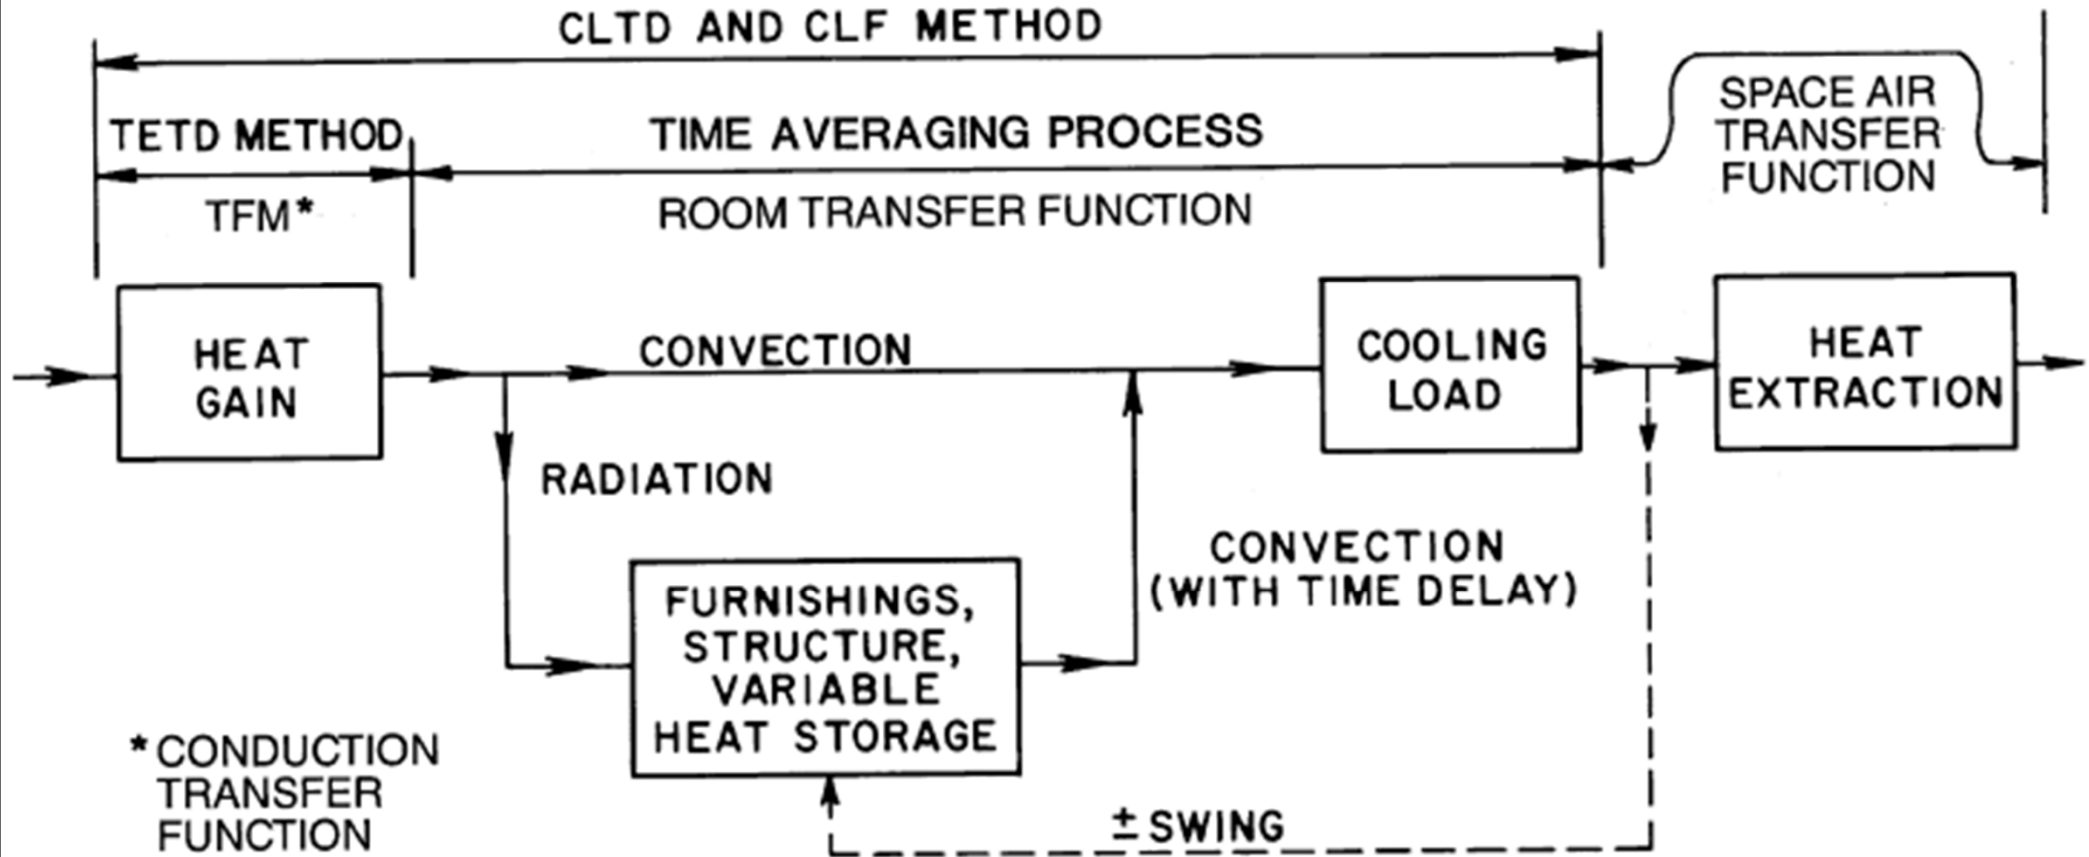 CLTD AND CLF METHOD
TETD METHOD
TIME AVERAGING PROCESS
SPACE AIR
TRANSFER
FUNCTION
TFM*
ROOM TRANSFER FUNCTION
HEAT
GAIN
CONVECTION
COOLING
LOAD
HEAT
EXTRACTION
RADIATION
CONVECTION
(WITH TIME DELAY)
FURNISHINGS,
STRUCTURE,
VARIABLE
HEAT STORAGE
* CONDUCTION
TRANSFER
FUNCTION
± SWING